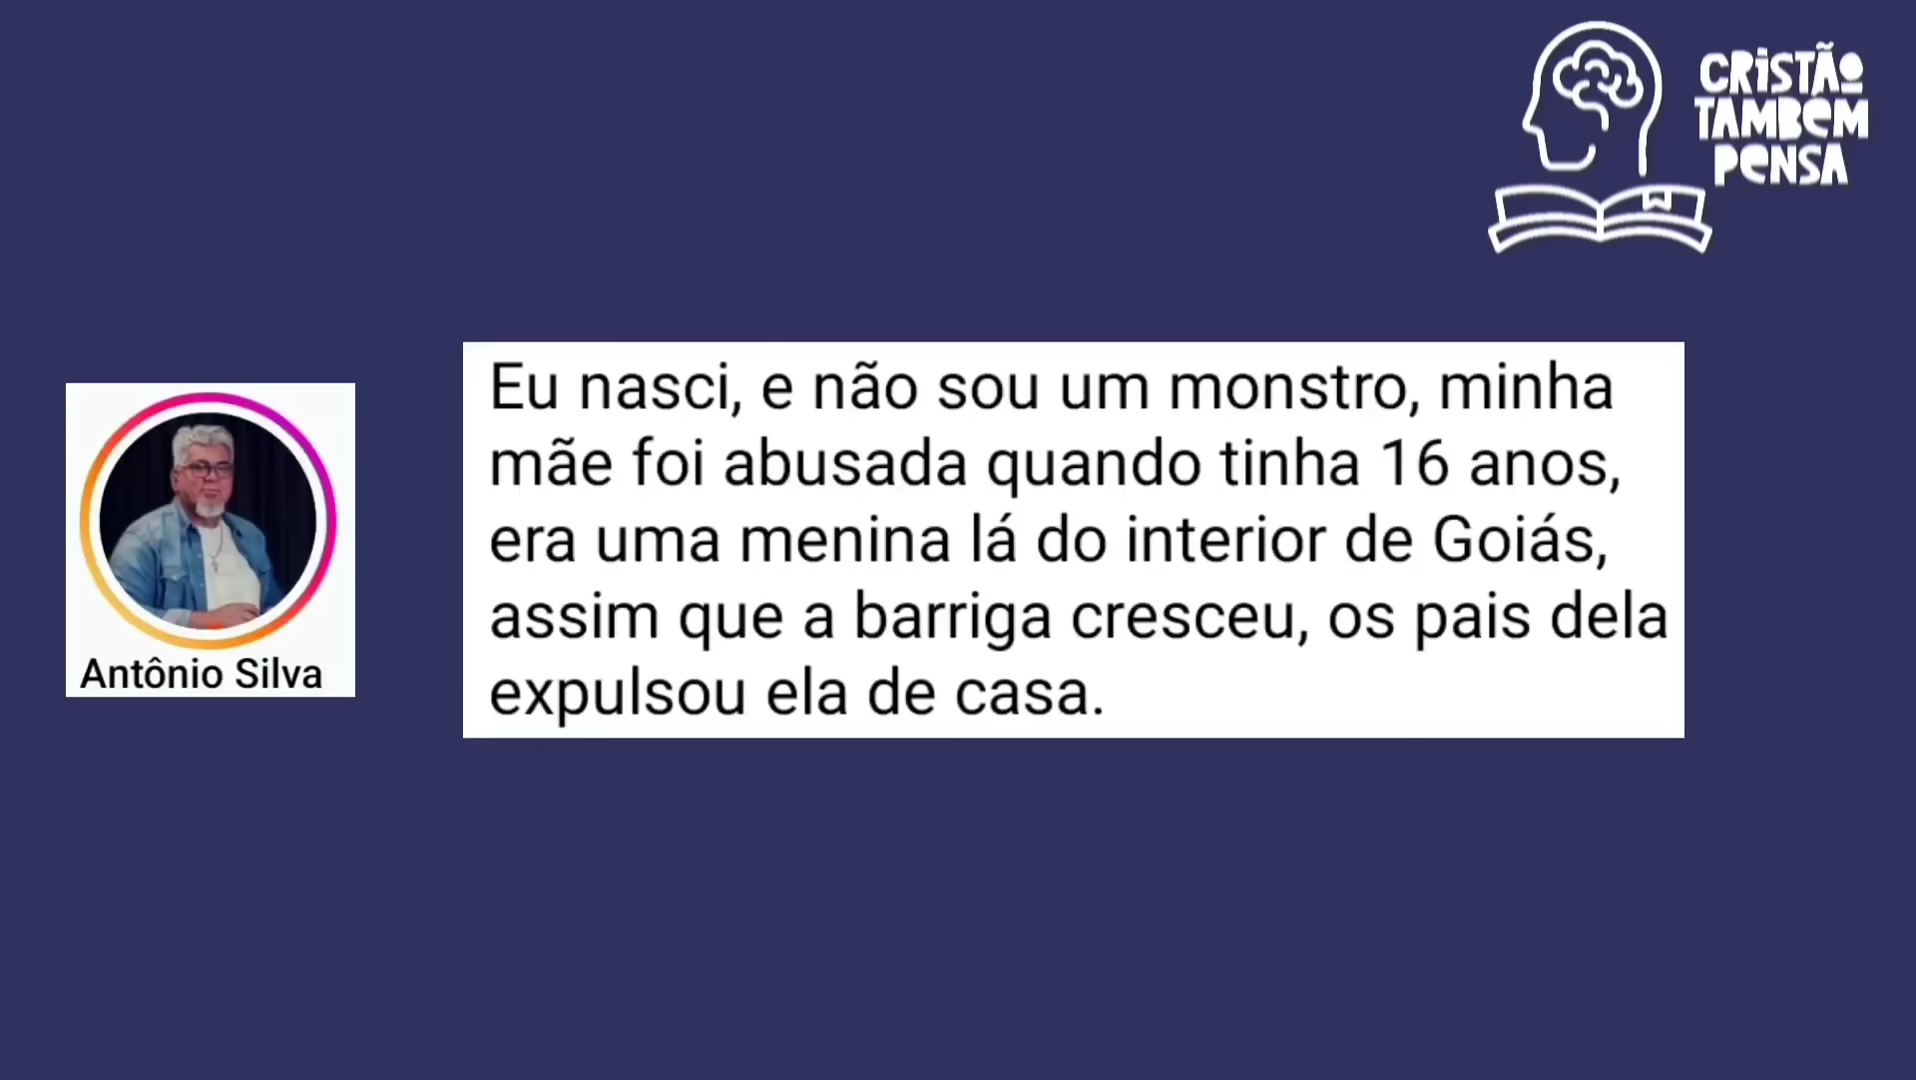 CRISTÃO
TAMBÉM
PENSA
Eu nasci, e não sou um monstro, minha
mãe foi abusada quando tinha 16 anos,
era uma menina lá do interior de Goiás,
assim que a barriga cresceu, os pais dela
expulsou ela de casa.
Antônio Silva